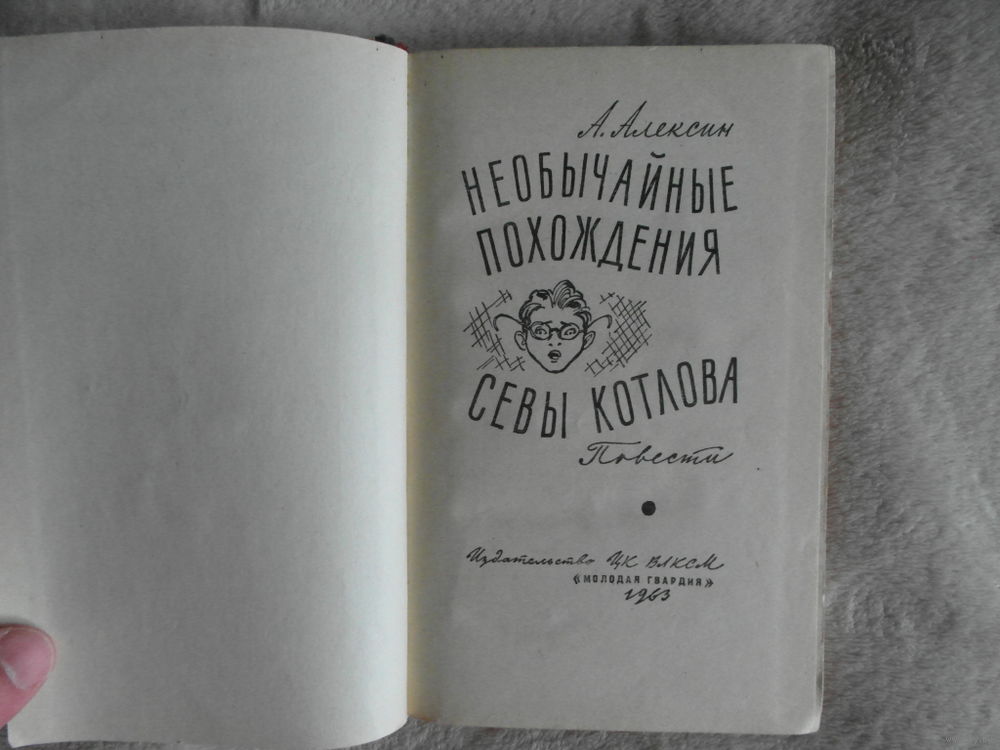 А. Алексин
НЕОБЫЧАЙНЫЕ
ПОХОЖДЕНИЯ
СЕВЫ КОТЛОВА
Повести
Издательство ЦК ВЛКСМ
«МОЛОДАЯ ГВАРДИЯ»
1963